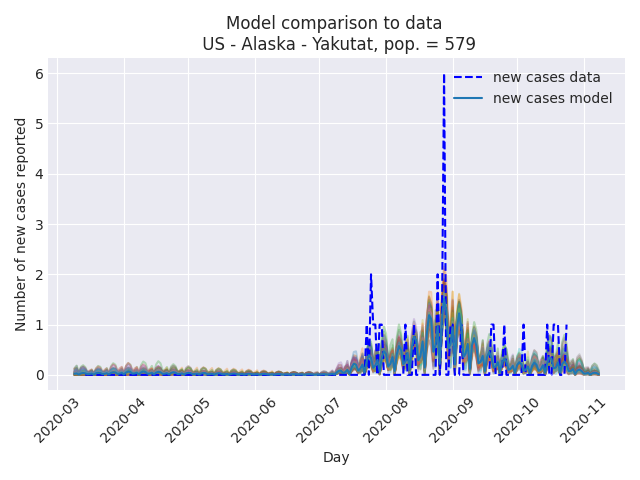 Model comparison to data
US - Alaska - Yakutat, pop. = 579
new cases data
new cases model
Number of new cases reported
6
5
4
3
2
1
0
2020-03
2020-04
2020-05
2020-06
2020-07
2020-08
2020-09
2020-10
2020-11
Day